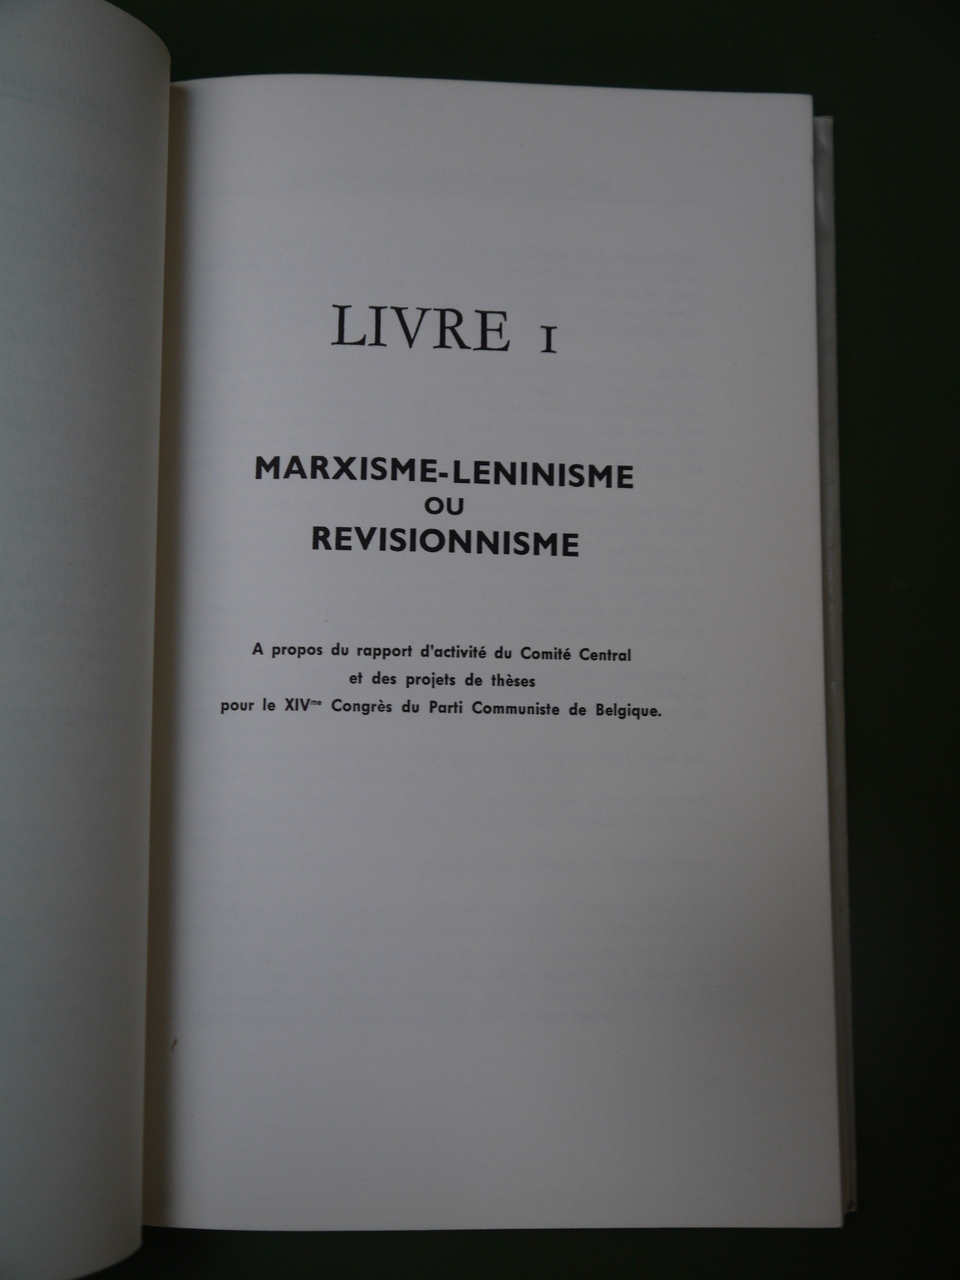 LIVRE I
MARXISME-LENINISME
OU
REVISIONNISME
A propos du rapport d'activité du Comité Central
et des projets de thèses
pour le XIVme Congrès du Parti Communiste de Belgique.